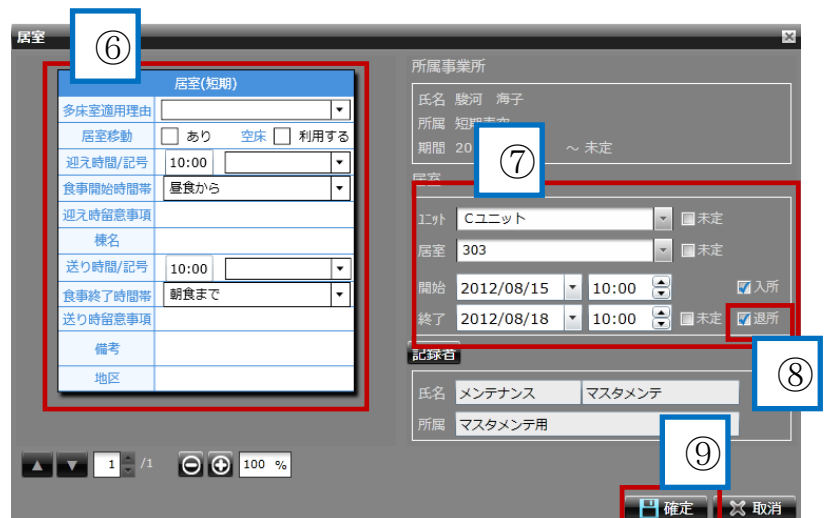 居室
⑥
居室(短期)
多床室適用理由
居室移動 あり 空床 利用する
迎え時間/記号 10:00
食事開始時間帯 昼食から
迎え時留意事項
棟名
送り時間/記号 10:00
食事終了時間帯 朝食まで
送り時留意事項
備考
地区
1 /1 100 %
所属事業所
氏名 駿河 海子
所属 短期
期間 20 ～ 未定
⑦
居室
ユニット Cユニット 未定
居室 303 未定
開始 2012/08/15 10:00 入所
終了 2012/08/18 10:00 未定 退所
⑧
記録者
氏名 メンテナンス マスタメンテ
所属 マスタメンテ用
⑨
確定 取消